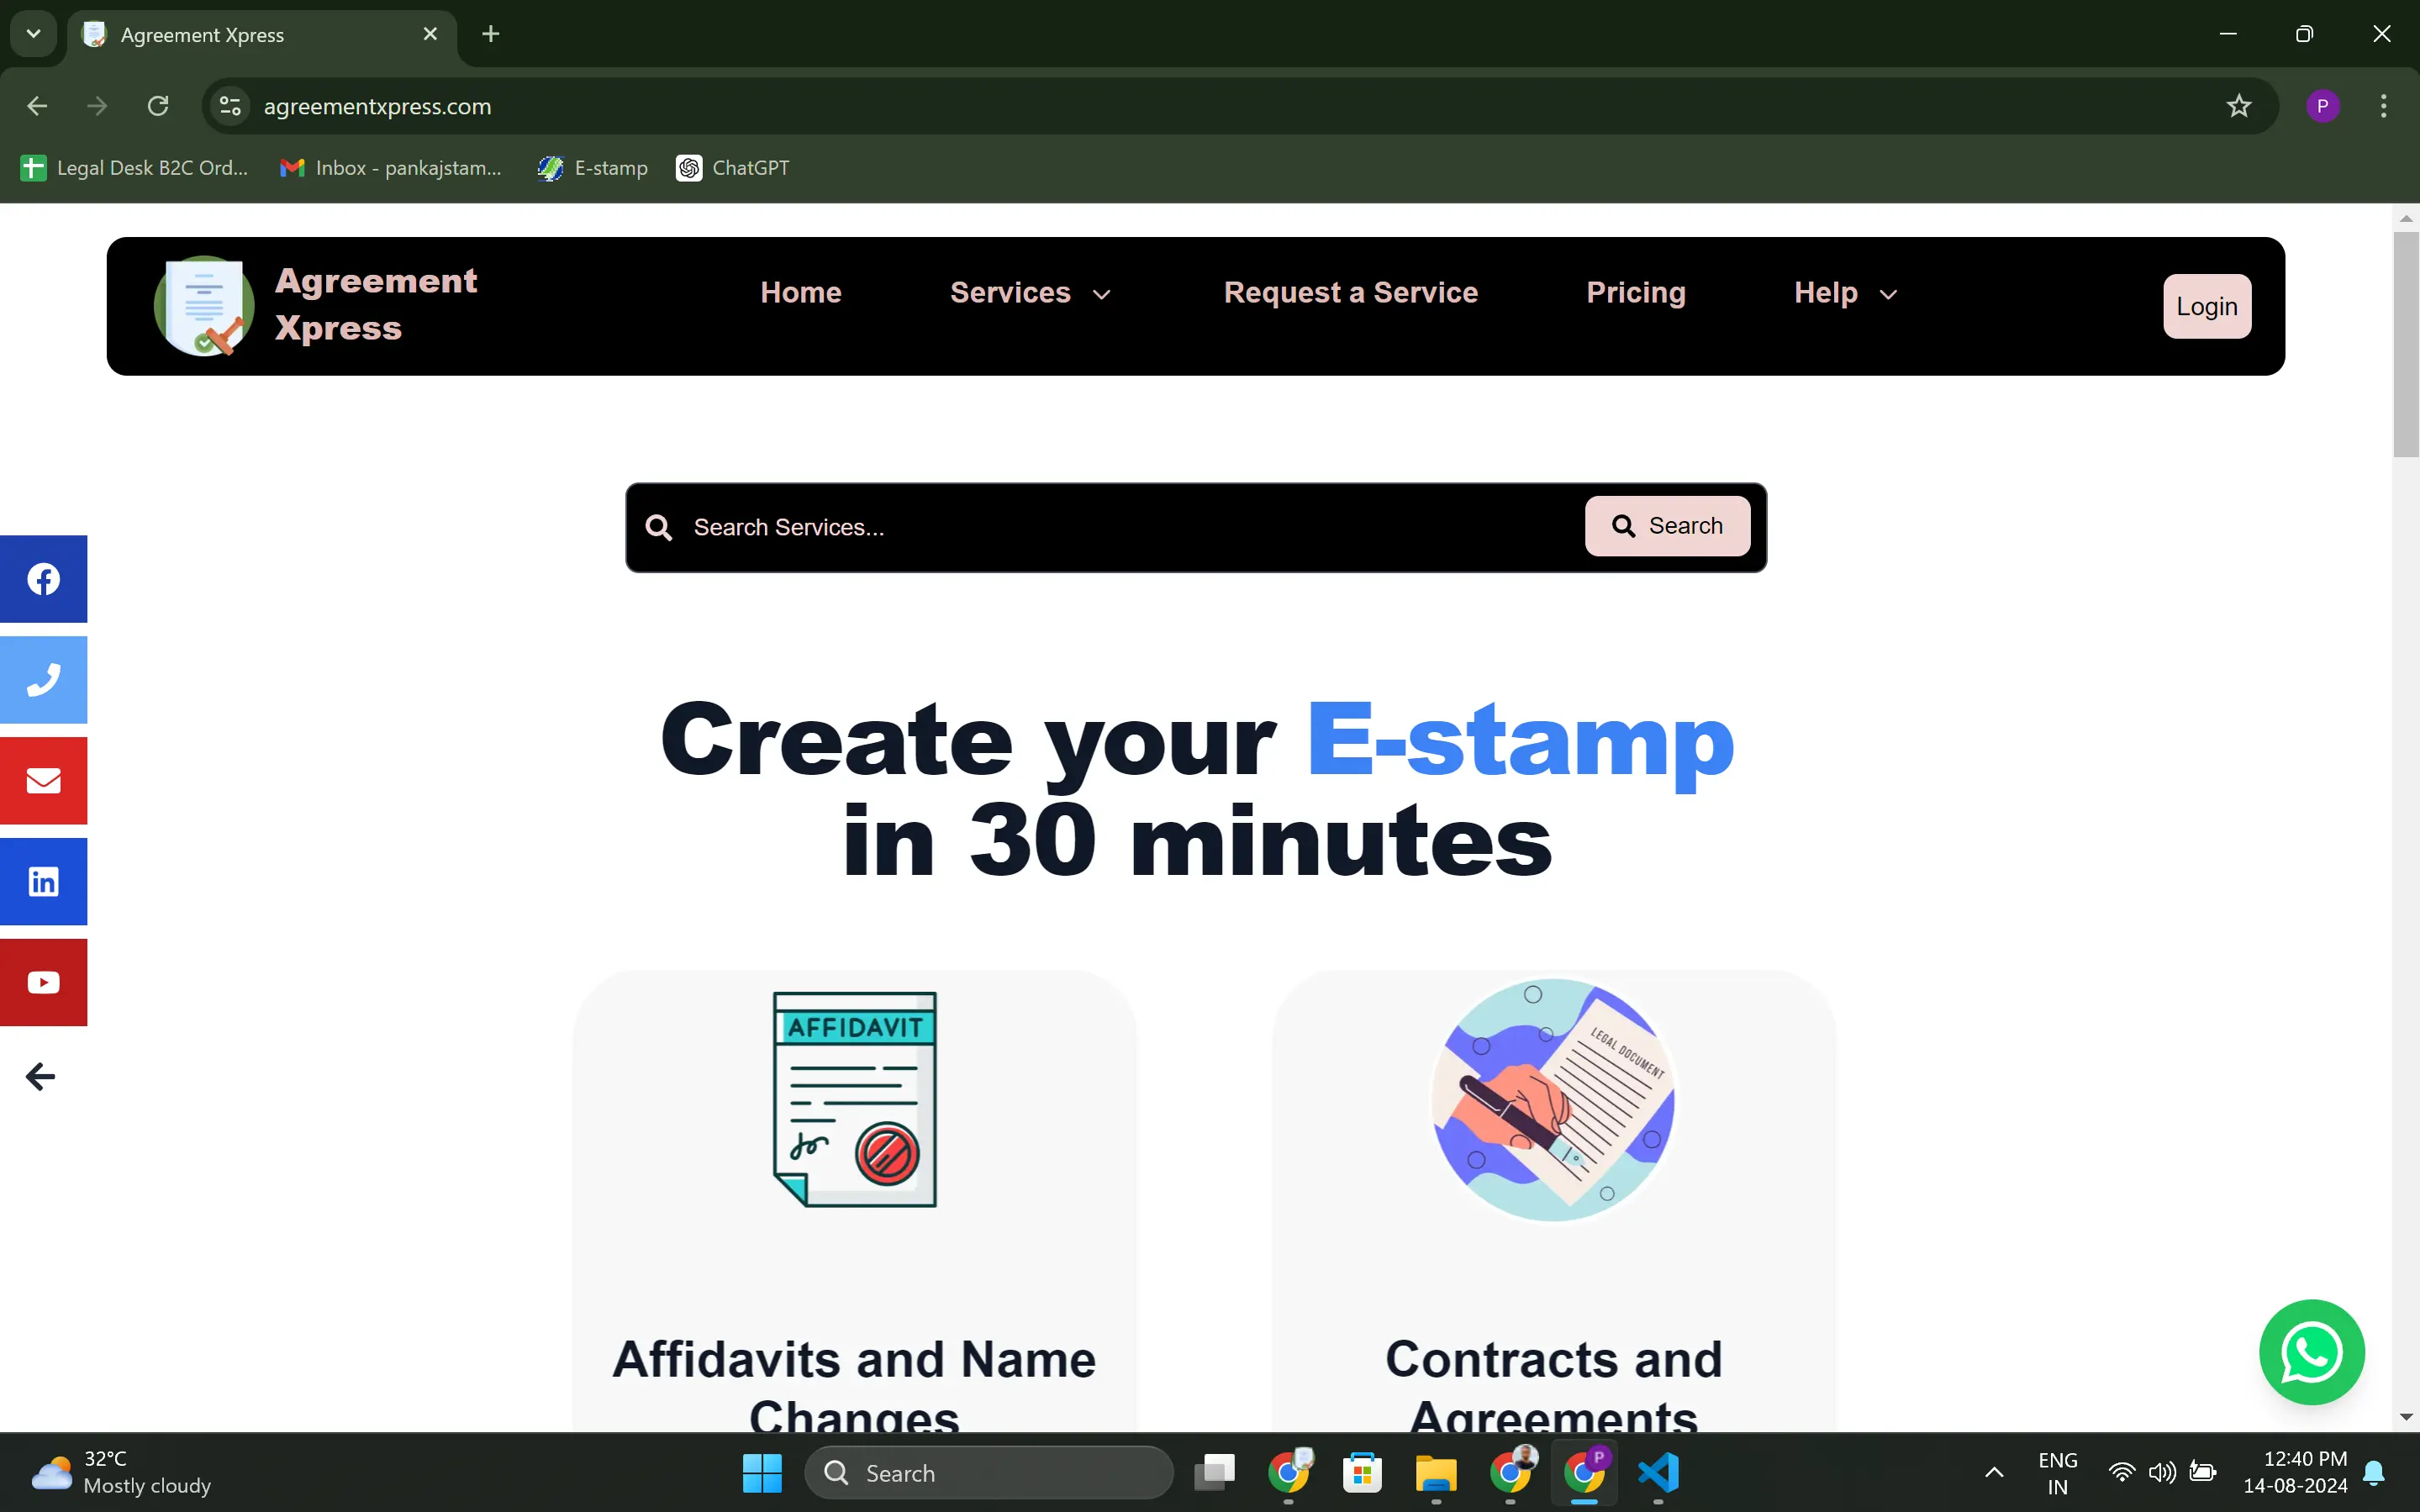 Agreement Xpress
agreementxpress.com
Legal Desk B2C Ord...
Inbox - pankajstam...
E-stamp
ChatGPT
Agreement
Xpress
Home
Services
Request a Service
Pricing
Help
Login
Search Services...
Search
Create your E-stamp
in 30 minutes
AFFIDAVIT
LEGAL DOCUMENT
Affidavits and Name
Changes
Contracts and
Agreements
32°C
Mostly cloudy
Search
ENG
IN
12:40 PM
14-08-2024
P
P